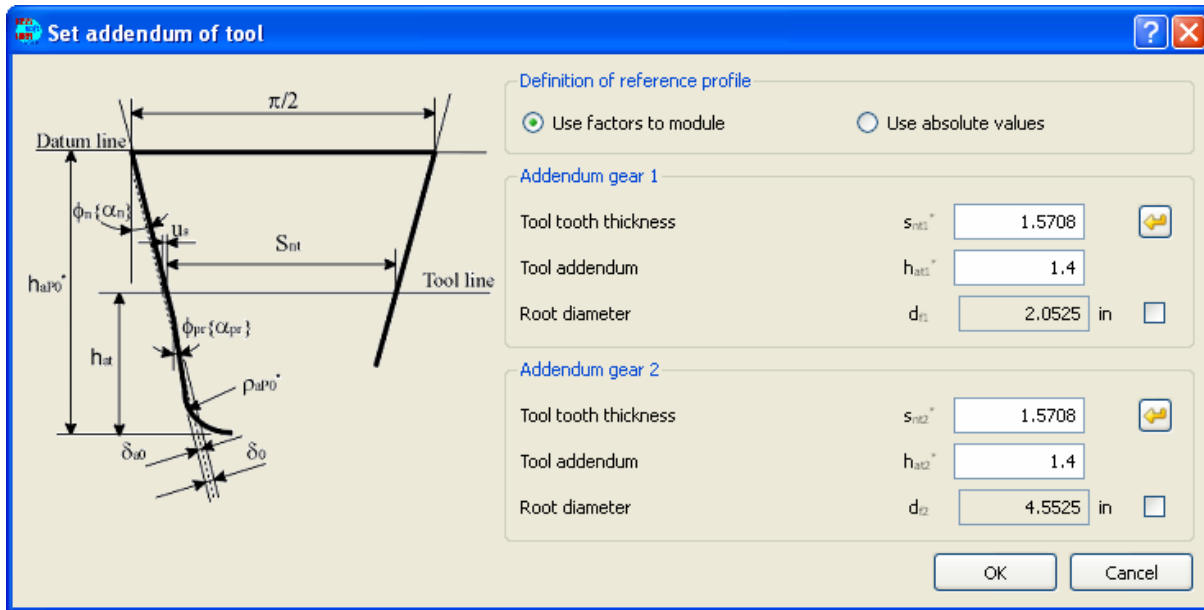 Set addendum of tool
π/2
Datum line
ϕn{αn}
us
Snt
haP0*
Tool line
ϕpr{αpr}
hat
ρaP0*
δa0
δ0
Definition of reference profile
Use factors to module
Use absolute values
Addendum gear 1
Tool tooth thickness snt1* 1.5708
Tool addendum hat1* 1.4
Root diameter df1 2.0525 in
Addendum gear 2
Tool tooth thickness snt2* 1.5708
Tool addendum hat2* 1.4
Root diameter df2 4.5525 in
OK
Cancel